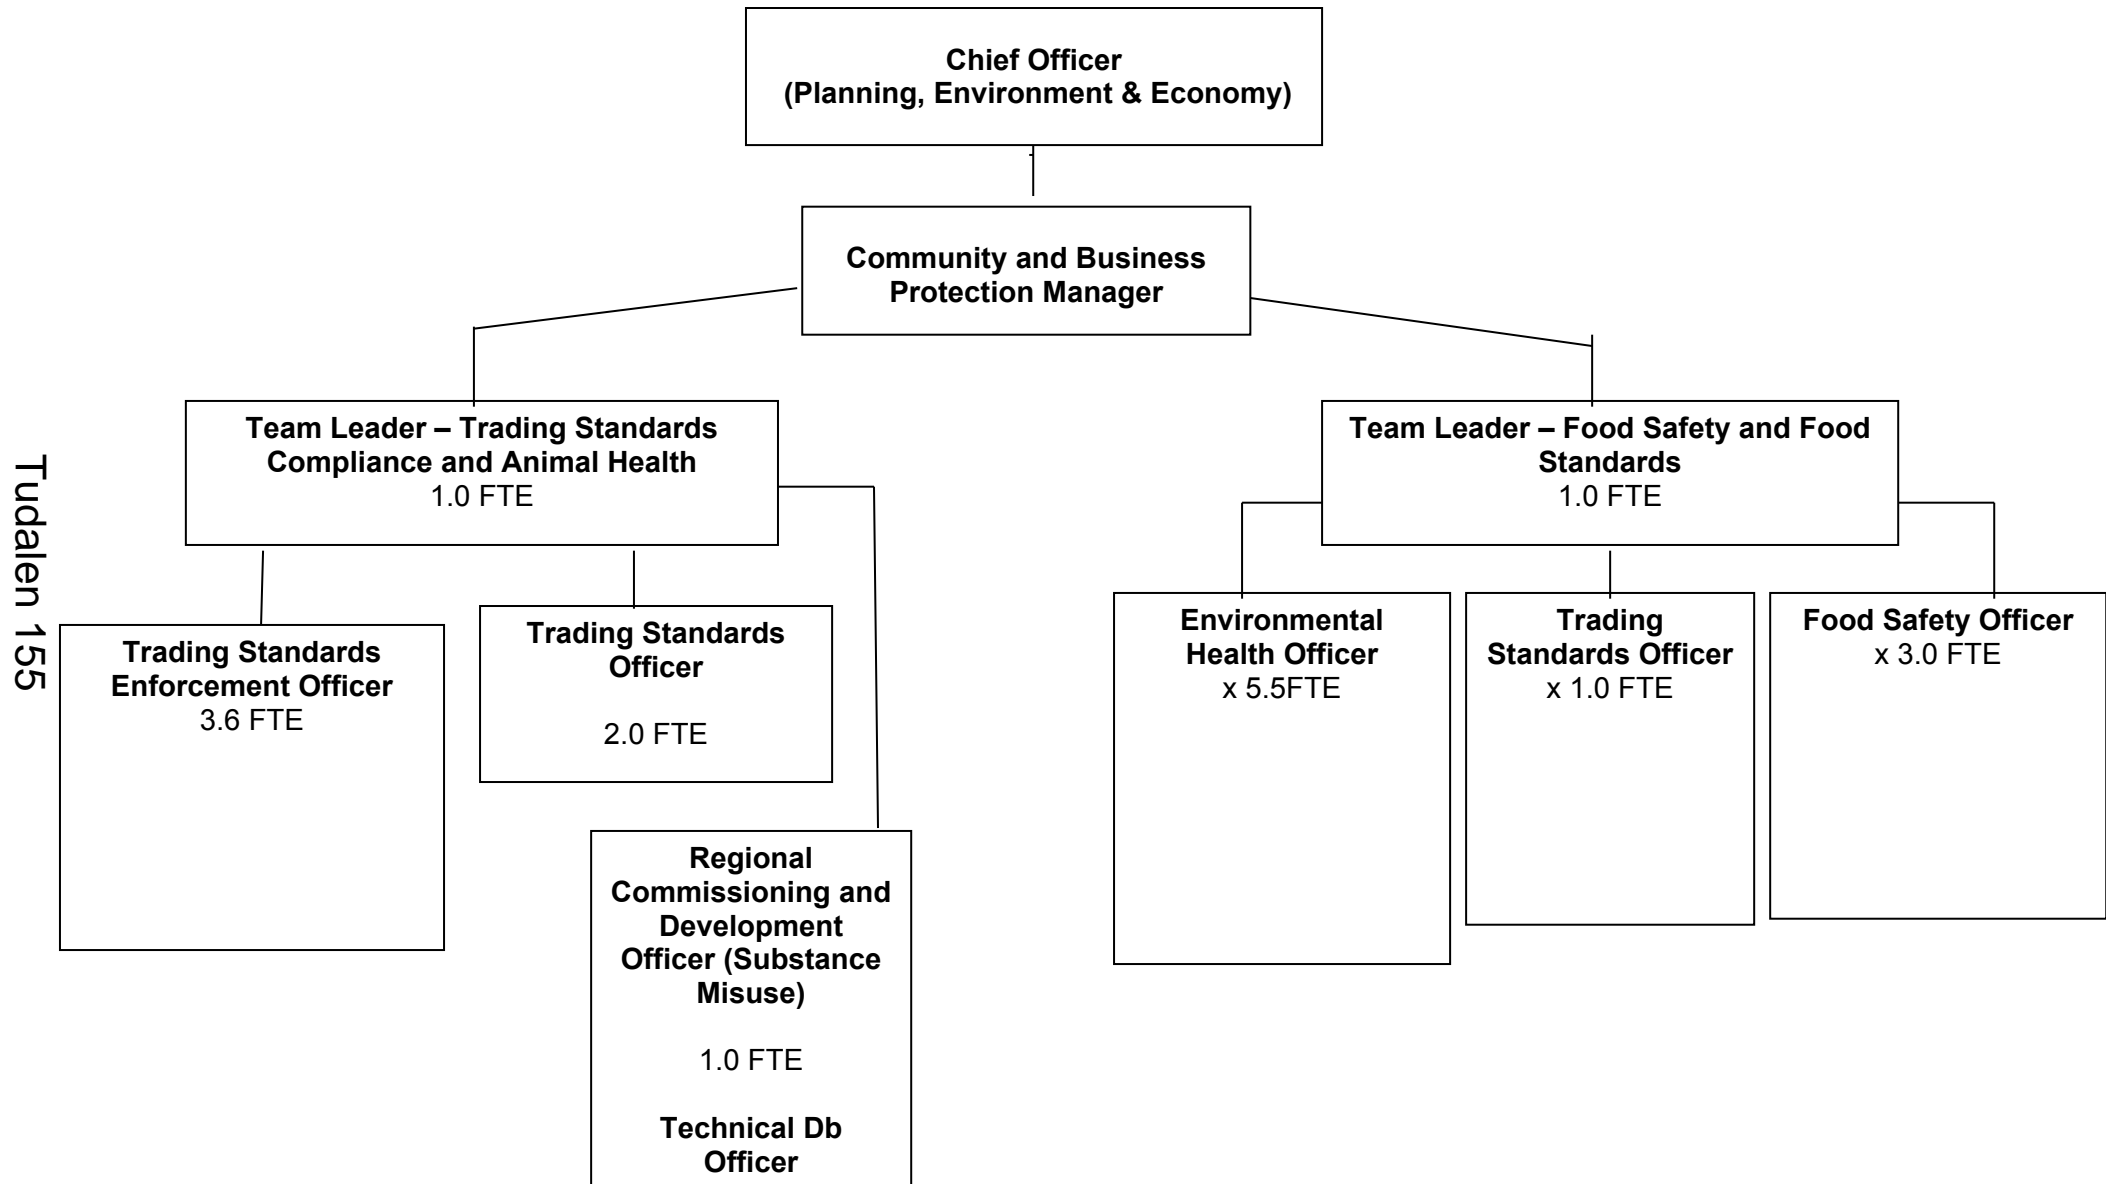 Chief Officer
(Planning, Environment & Economy)
Community and Business
Protection Manager
Team Leader – Trading Standards
Compliance and Animal Health
1.0 FTE
Team Leader – Food Safety and Food
Standards
1.0 FTE
Trading Standards
Enforcement Officer
3.6 FTE
Trading Standards
Officer
2.0 FTE
Regional
Commissioning and
Development
Officer (Substance
Misuse)
1.0 FTE
Technical Db
Officer
Environmental
Health Officer
x 5.5FTE
Trading
Standards Officer
x 1.0 FTE
Food Safety Officer
x 3.0 FTE
Tudalen 155